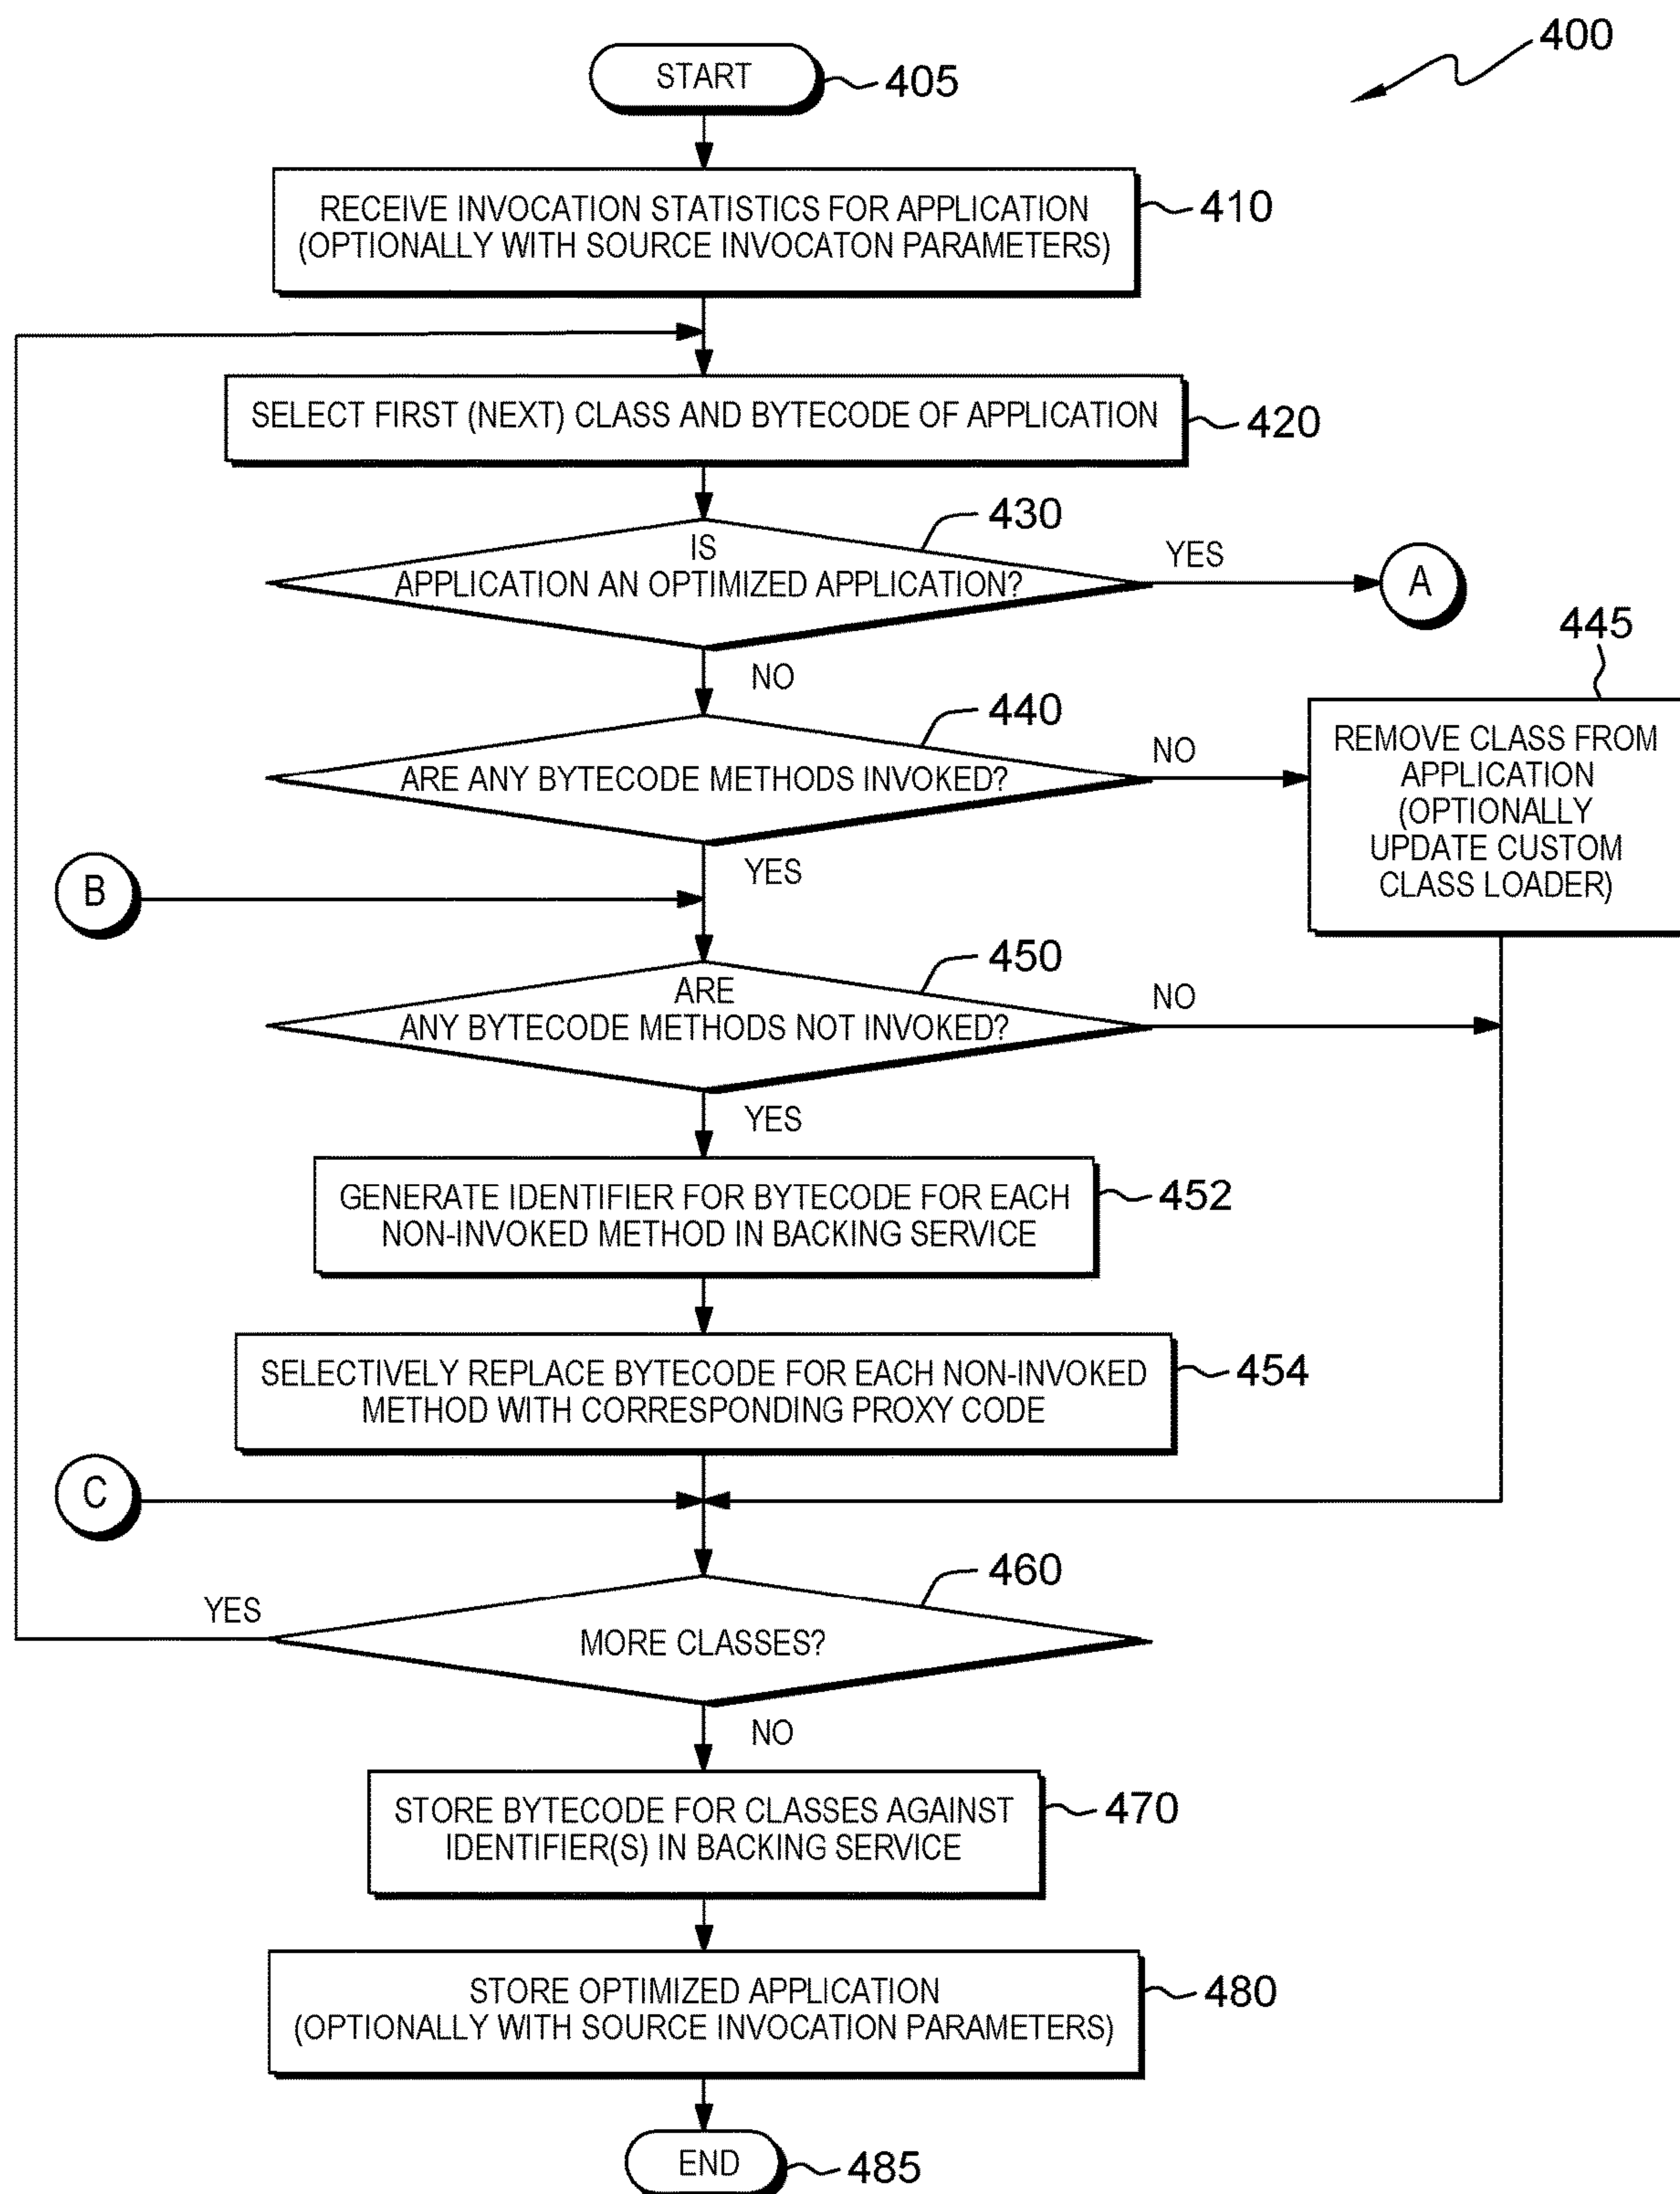 400
START
405
RECEIVE INVOCATION STATISTICS FOR APPLICATION
(OPTIONALLY WITH SOURCE INVOCATON PARAMETERS)
410
SELECT FIRST (NEXT) CLASS AND BYTECODE OF APPLICATION
420
430
IS
APPLICATION AN OPTIMIZED APPLICATION?
YES
A
NO
445
440
ARE ANY BYTECODE METHODS INVOKED?
NO
REMOVE CLASS FROM
APPLICATION
(OPTIONALLY
UPDATE CUSTOM
CLASS LOADER)
YES
B
450
ARE
ANY BYTECODE METHODS NOT INVOKED?
NO
YES
GENERATE IDENTIFIER FOR BYTECODE FOR EACH
NON-INVOKED METHOD IN BACKING SERVICE
452
SELECTIVELY REPLACE BYTECODE FOR EACH NON-INVOKED
METHOD WITH CORRESPONDING PROXY CODE
454
C
460
YES
MORE CLASSES?
NO
STORE BYTECODE FOR CLASSES AGAINST
IDENTIFIER(S) IN BACKING SERVICE
470
STORE OPTIMIZED APPLICATION
(OPTIONALLY WITH SOURCE INVOCATION PARAMETERS)
480
END
485